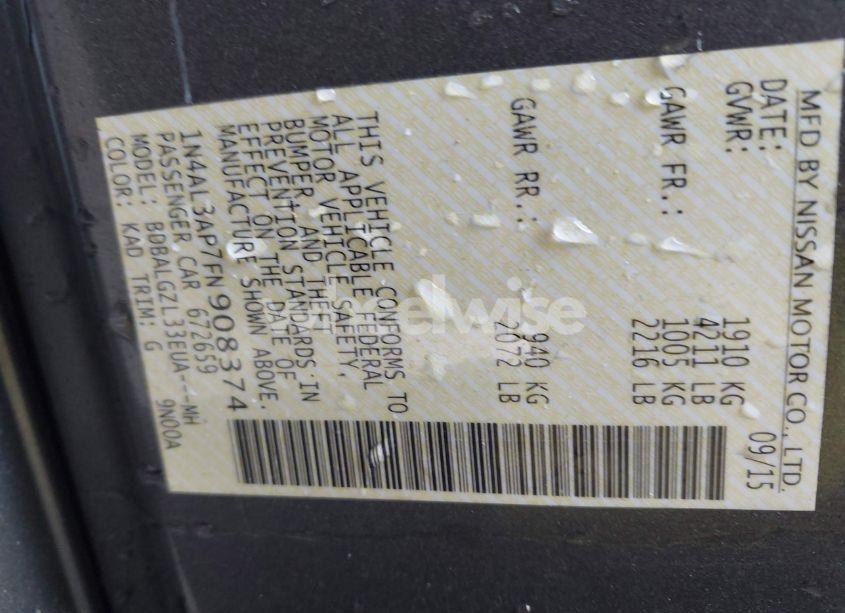 MFD BY NISSAN MOTOR CO., LTD.
DATE: 09/15
GVWR: 1910 KG
4211 LB
GAWR FR.: 1005 KG
2216 LB
GAWR RR.: 940 KG
2072 LB
THIS VEHICLE CONFORMS TO
ALL APPLICABLE FEDERAL
MOTOR VEHICLE SAFETY,
BUMPER, AND THEFT
PREVENTION STANDARDS IN
EFFECT ON THE DATE OF
MANUFACTURE SHOWN ABOVE.
1N4AL3AP7FN908374
PASSENGER CAR 672659
MODEL: BDBALGZL33EUA---MH
COLOR: KAD TRIM: G 9N00A